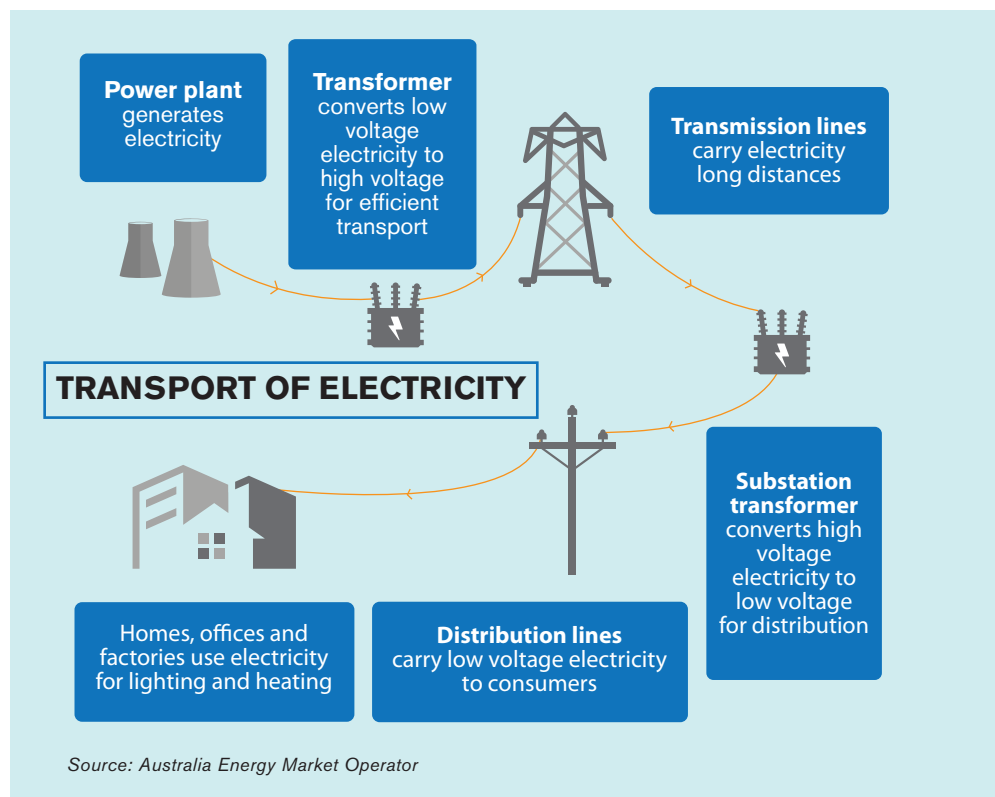 Power plant
generates
electricity
Transformer
converts low
voltage
electricity to
high voltage
for efficient
transport
Transmission lines
carry electricity
long distances
TRANSPORT OF ELECTRICITY
Substation
transformer
converts high
voltage
electricity to
low voltage
for distribution
Distribution lines
carry low voltage electricity
to consumers
Homes, offices and
factories use electricity
for lighting and heating
Source: Australia Energy Market Operator